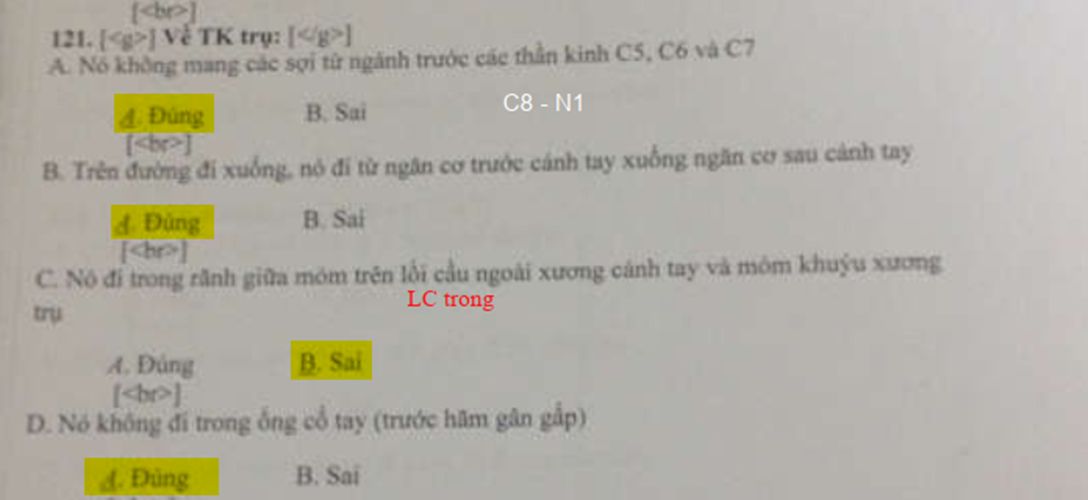 [<br>]
121. [<g>] Về TK trụ: [</g>]
A. Nó không mang các sợi từ ngành trước các thần kinh C5, C6 và C7
C8 - N1
A. Đúng B. Sai
[<br>]
B. Trên đường đi xuống, nó đi từ ngăn cơ trước cánh tay xuống ngăn cơ sau cánh tay
A. Đúng B. Sai
[<br>]
C. Nó đi trong rãnh giữa mỏm trên lồi cầu ngoài xương cánh tay và mỏm khuỷu xương
LC trong
trụ
A. Đúng B. Sai
[<br>]
D. Nó không đi trong ống cổ tay (trước hãm gân gấp)
A. Đúng B. Sai